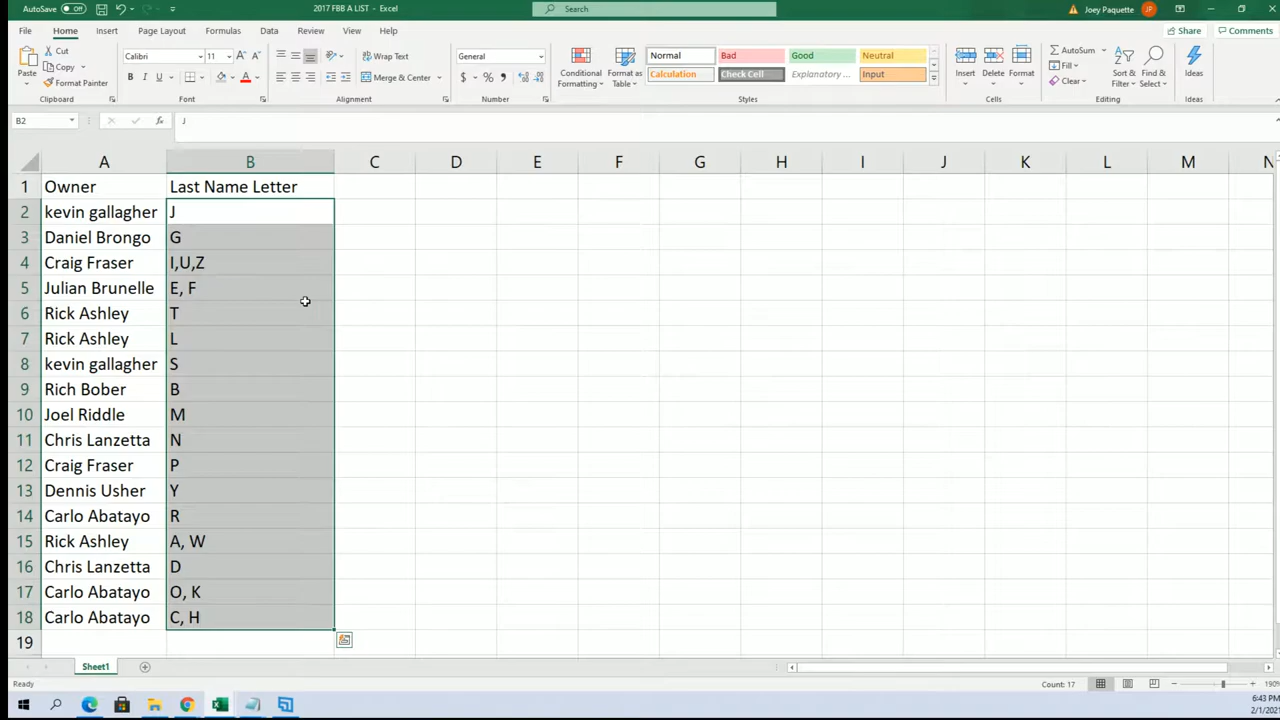 AutoSave Off 2017 FBB A LIST - Excel Search Joey Paquette JP
File Home Insert Page Layout Formulas Data Review View Help Share Comments
Paste Cut Copy Format Painter Clipboard
Calibri 11 A A B I U A Font
Wrap Text Merge & Center Alignment
General $ % , Number
Conditional Formatting Format as Table Normal Bad Good Neutral Calculation Check Cell Explanatory ... Input Styles
Insert Delete Format Cells
AutoSum Fill Clear Sort & Filter Find & Select Editing
Ideas Ideas
B2 fx J
A B C D E F G H I J K L M N
1 Owner Last Name Letter
2 kevin gallagher J
3 Daniel Brongo G
4 Craig Fraser I,U,Z
5 Julian Brunelle E, F
6 Rick Ashley T
7 Rick Ashley L
8 kevin gallagher S
9 Rich Bober B
10 Joel Riddle M
11 Chris Lanzetta N
12 Craig Fraser P
13 Dennis Usher Y
14 Carlo Abatayo R
15 Rick Ashley A, W
16 Chris Lanzetta D
17 Carlo Abatayo O, K
18 Carlo Abatayo C, H
19
Sheet1
Ready Count: 17 190%
6:43 PM
2/1/2021